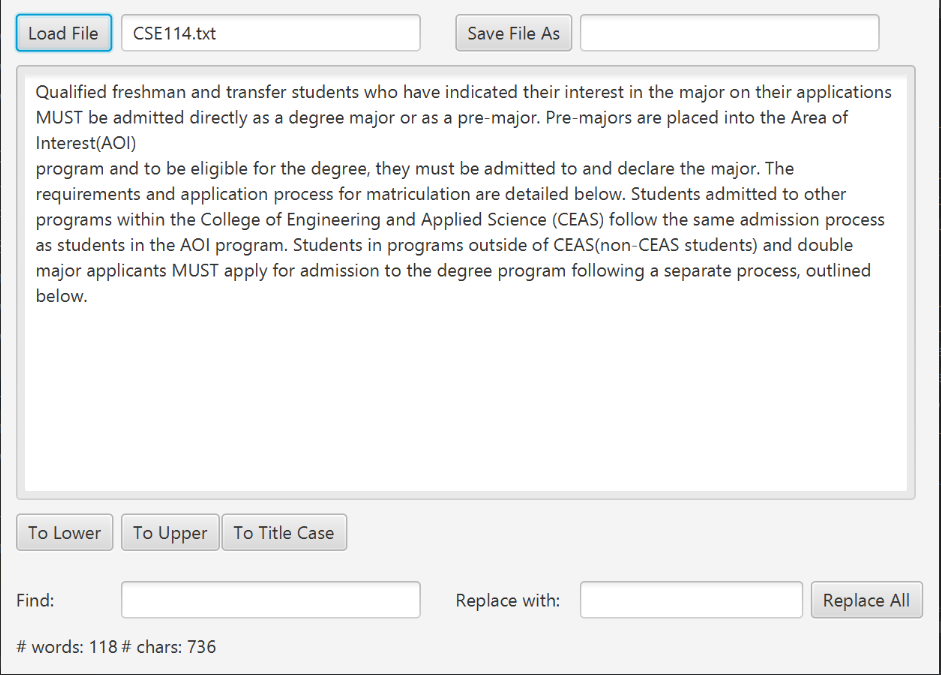 Load File CSE114.txt Save File As
Qualified freshman and transfer students who have indicated their interest in the major on their applications
MUST be admitted directly as a degree major or as a pre-major. Pre-majors are placed into the Area of
Interest(AOI)
program and to be eligible for the degree, they must be admitted to and declare the major. The
requirements and application process for matriculation are detailed below. Students admitted to other
programs within the College of Engineering and Applied Science (CEAS) follow the same admission process
as students in the AOI program. Students in programs outside of CEAS(non-CEAS students) and double
major applicants MUST apply for admission to the degree program following a separate process, outlined
below.
To Lower To Upper To Title Case
Find: Replace with: Replace All
# words: 118 # chars: 736